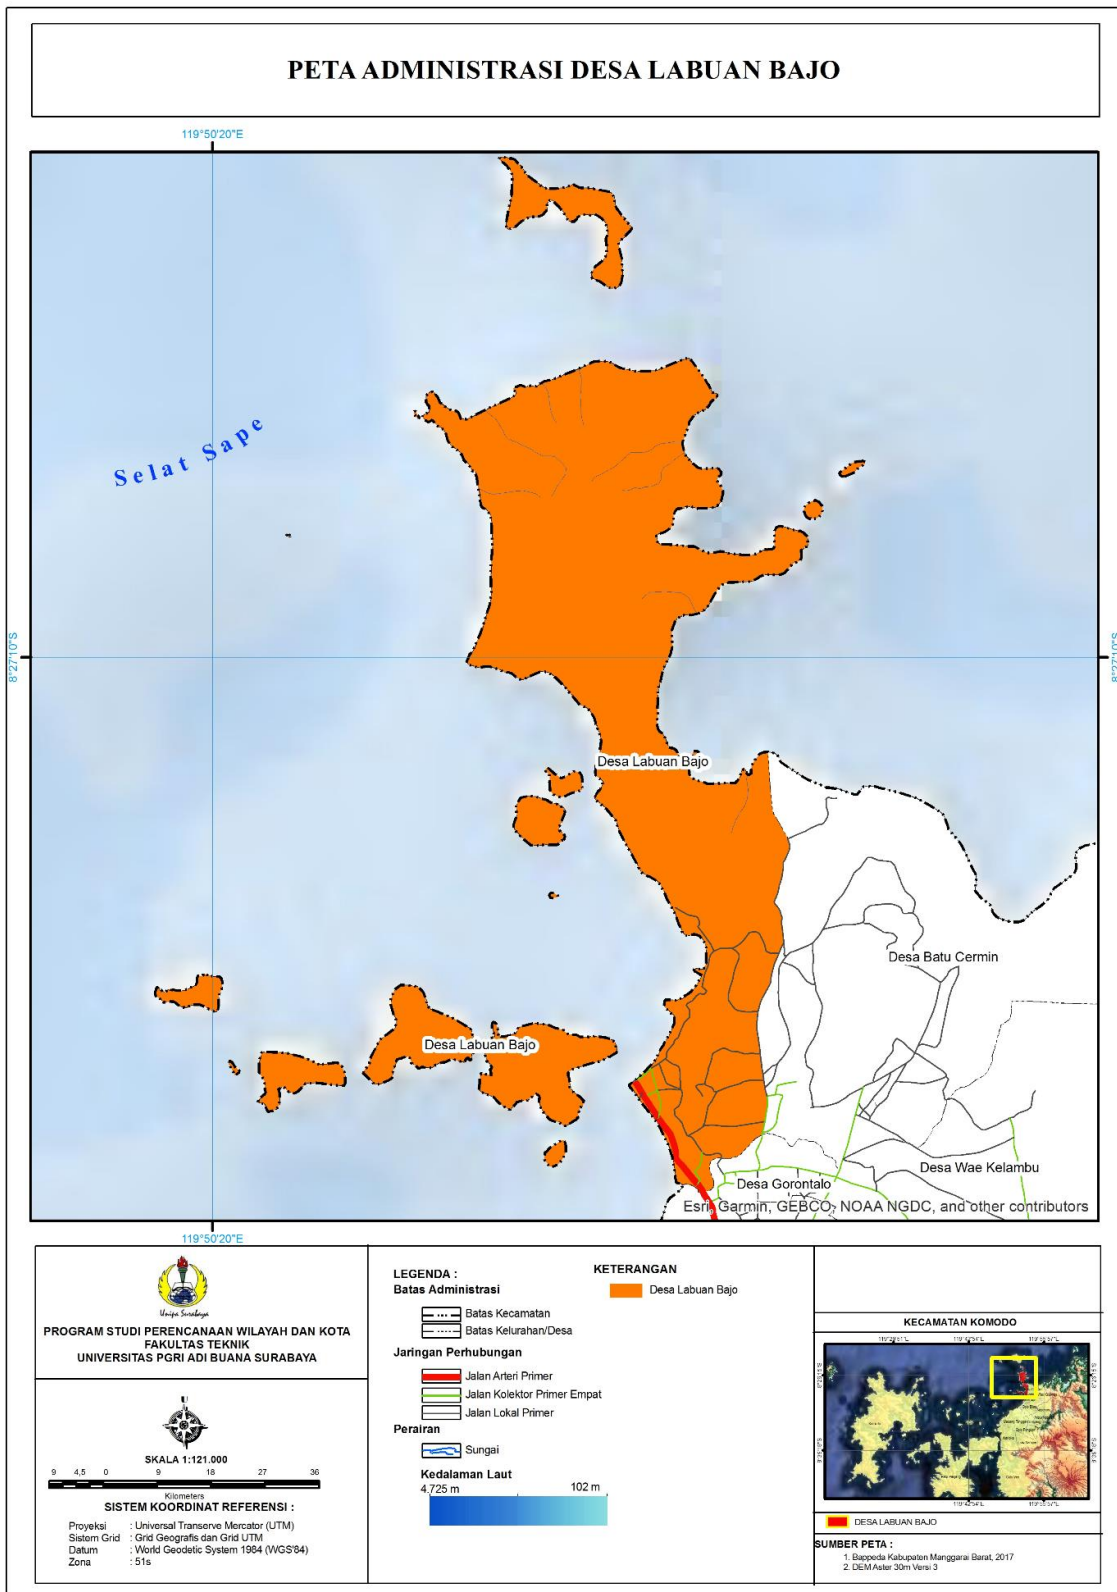 PETA ADMINISTRASI DESA LABUAN BAJO
119°50'20"E
Selat Sape
8°27'10"S
8°27'10"S
Desa Labuan Bajo
Desa Batu Cermin
Desa Labuan Bajo
Desa Wae Kelambu
Desa Gorontalo
Esri, Garmin, GEBCO, NOAA NGDC, and other contributors
119°50'20"E
Unipa Surabaya
PROGRAM STUDI PERENCANAAN WILAYAH DAN KOTA
FAKULTAS TEKNIK
UNIVERSITAS PGRI ADI BUANA SURABAYA
SKALA 1:121.000
9 4,5 0 9 18 27 36
Kilometers
SISTEM KOORDINAT REFERENSI :
Proyeksi : Universal Transerve Mercator (UTM)
Sistem Grid : Grid Geografis dan Grid UTM
Datum : World Geodetic System 1984 (WGS'84)
Zona : 51s
LEGENDA :
Batas Administrasi
Batas Kecamatan
Batas Kelurahan/Desa
Jaringan Perhubungan
Jalan Arteri Primer
Jalan Kolektor Primer Empat
Jalan Lokal Primer
Perairan
Sungai
Kedalaman Laut
4.725 m 102 m
KETERANGAN
Desa Labuan Bajo
KECAMATAN KOMODO
DESA LABUAN BAJO
SUMBER PETA :
1. Bappeda Kabupaten Manggarai Barat, 2017
2. DEM Aster 30m Versi 3